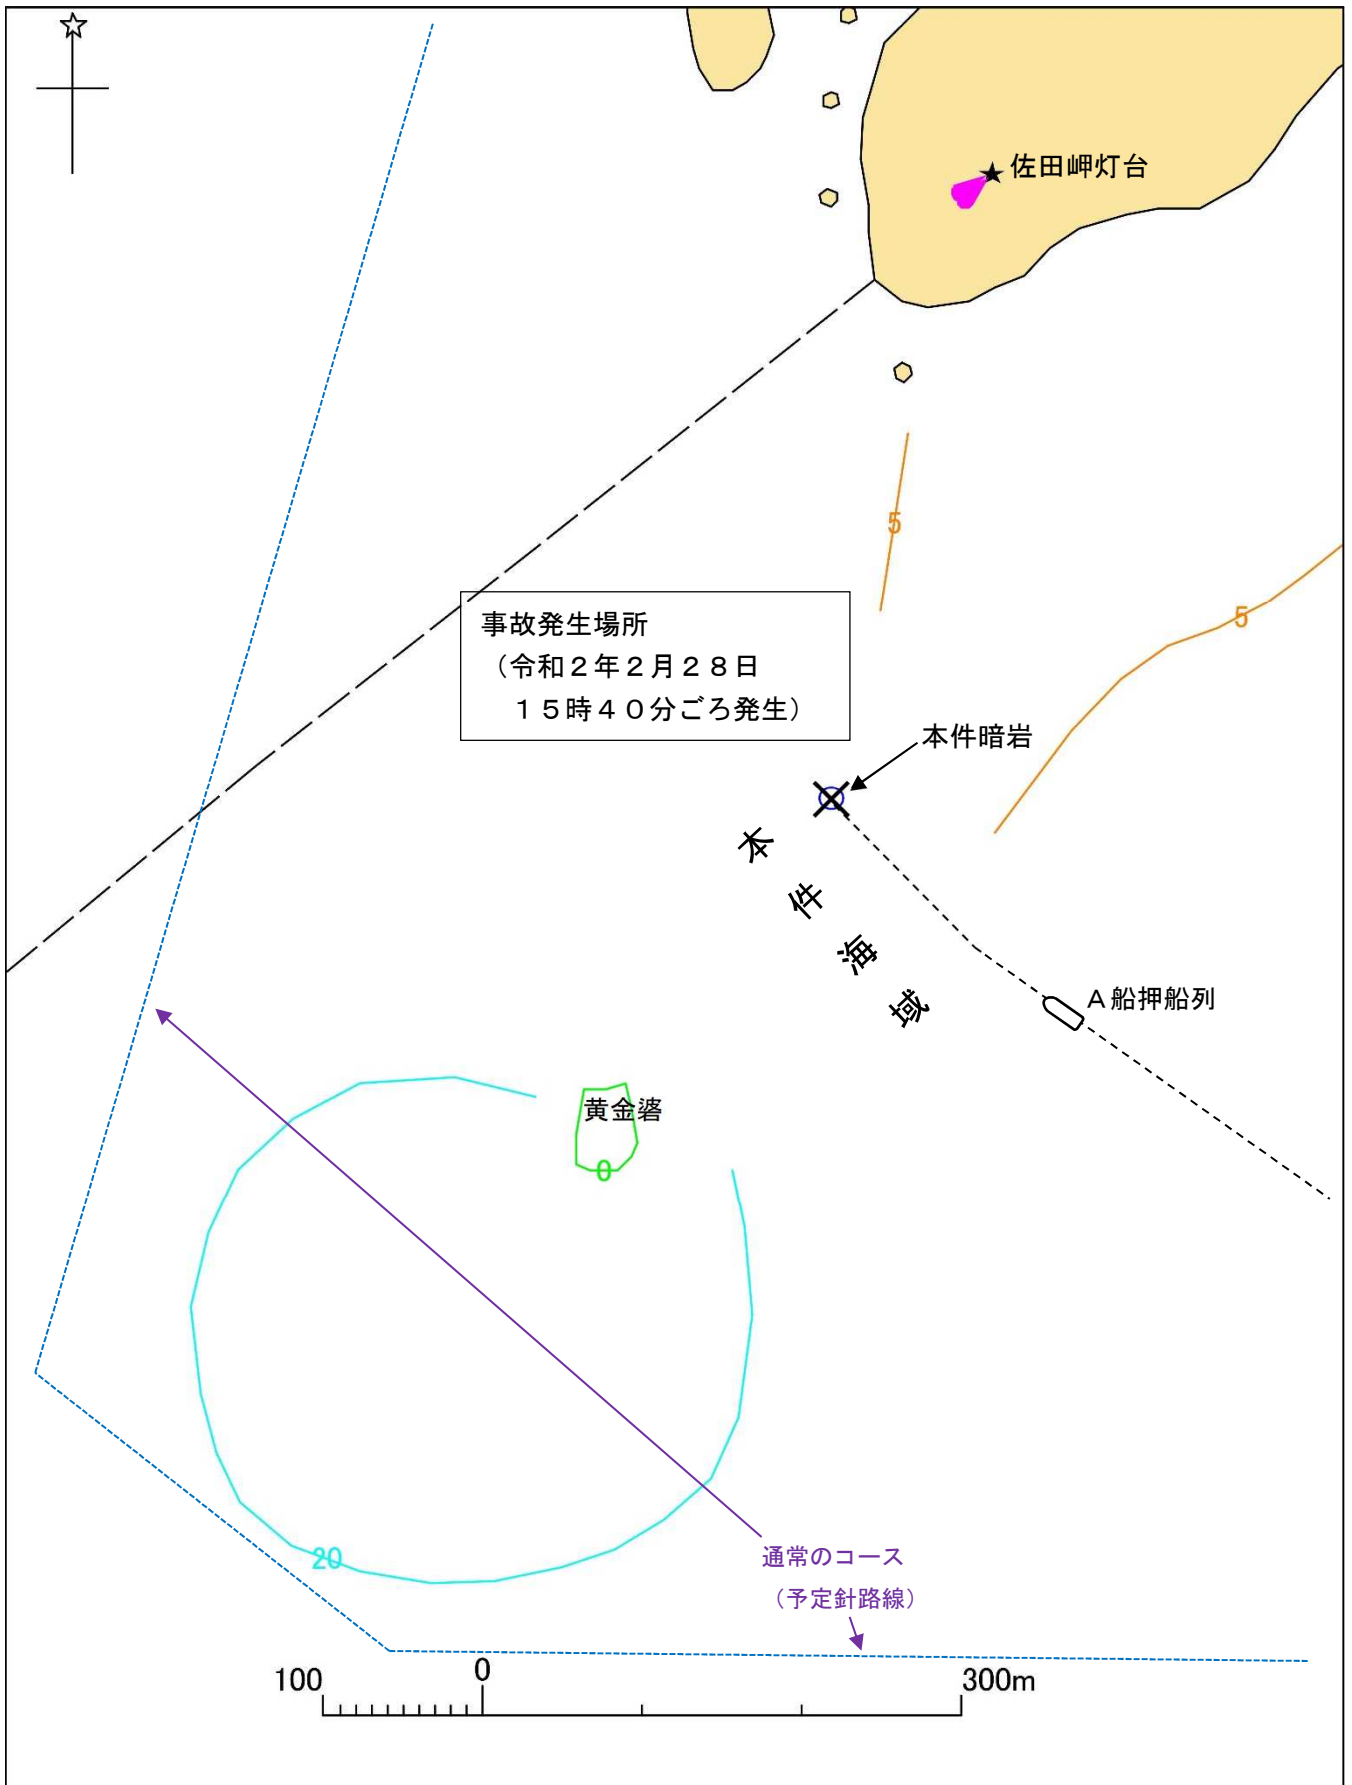 佐田岬灯台
5
5
事故発生場所
（令和２年２月２８日
１５時４０分ごろ発生）
本件暗岩
本件海域
Ａ船押船列
黄金碆
0
20
通常のコース
（予定針路線）
100 0 300m